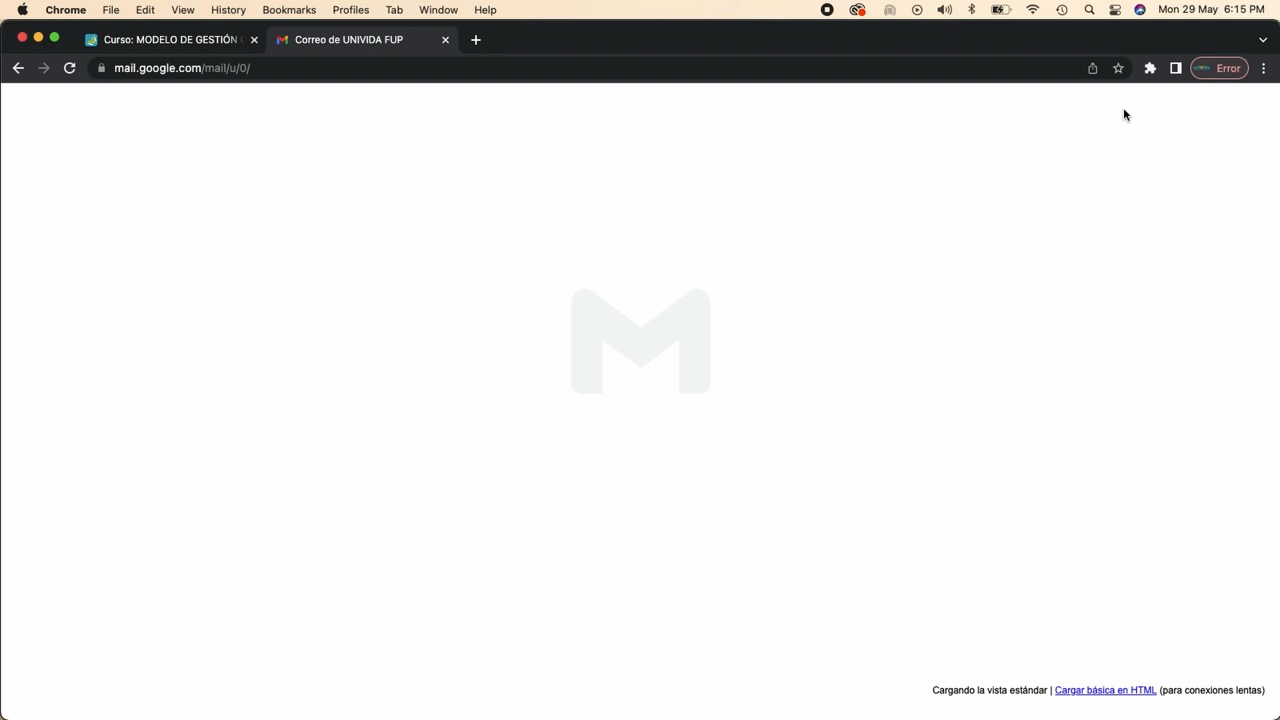 Chrome File Edit View History Bookmarks Profiles Tab Window Help Mon 29 May 6:15 PM
Curso: MODELO DE GESTIÓN Correo de UNIVIDA FUP
mail.google.com/mail/u/0/ Error
Cargando la vista estándar | Cargar básica en HTML (para conexiones lentas)